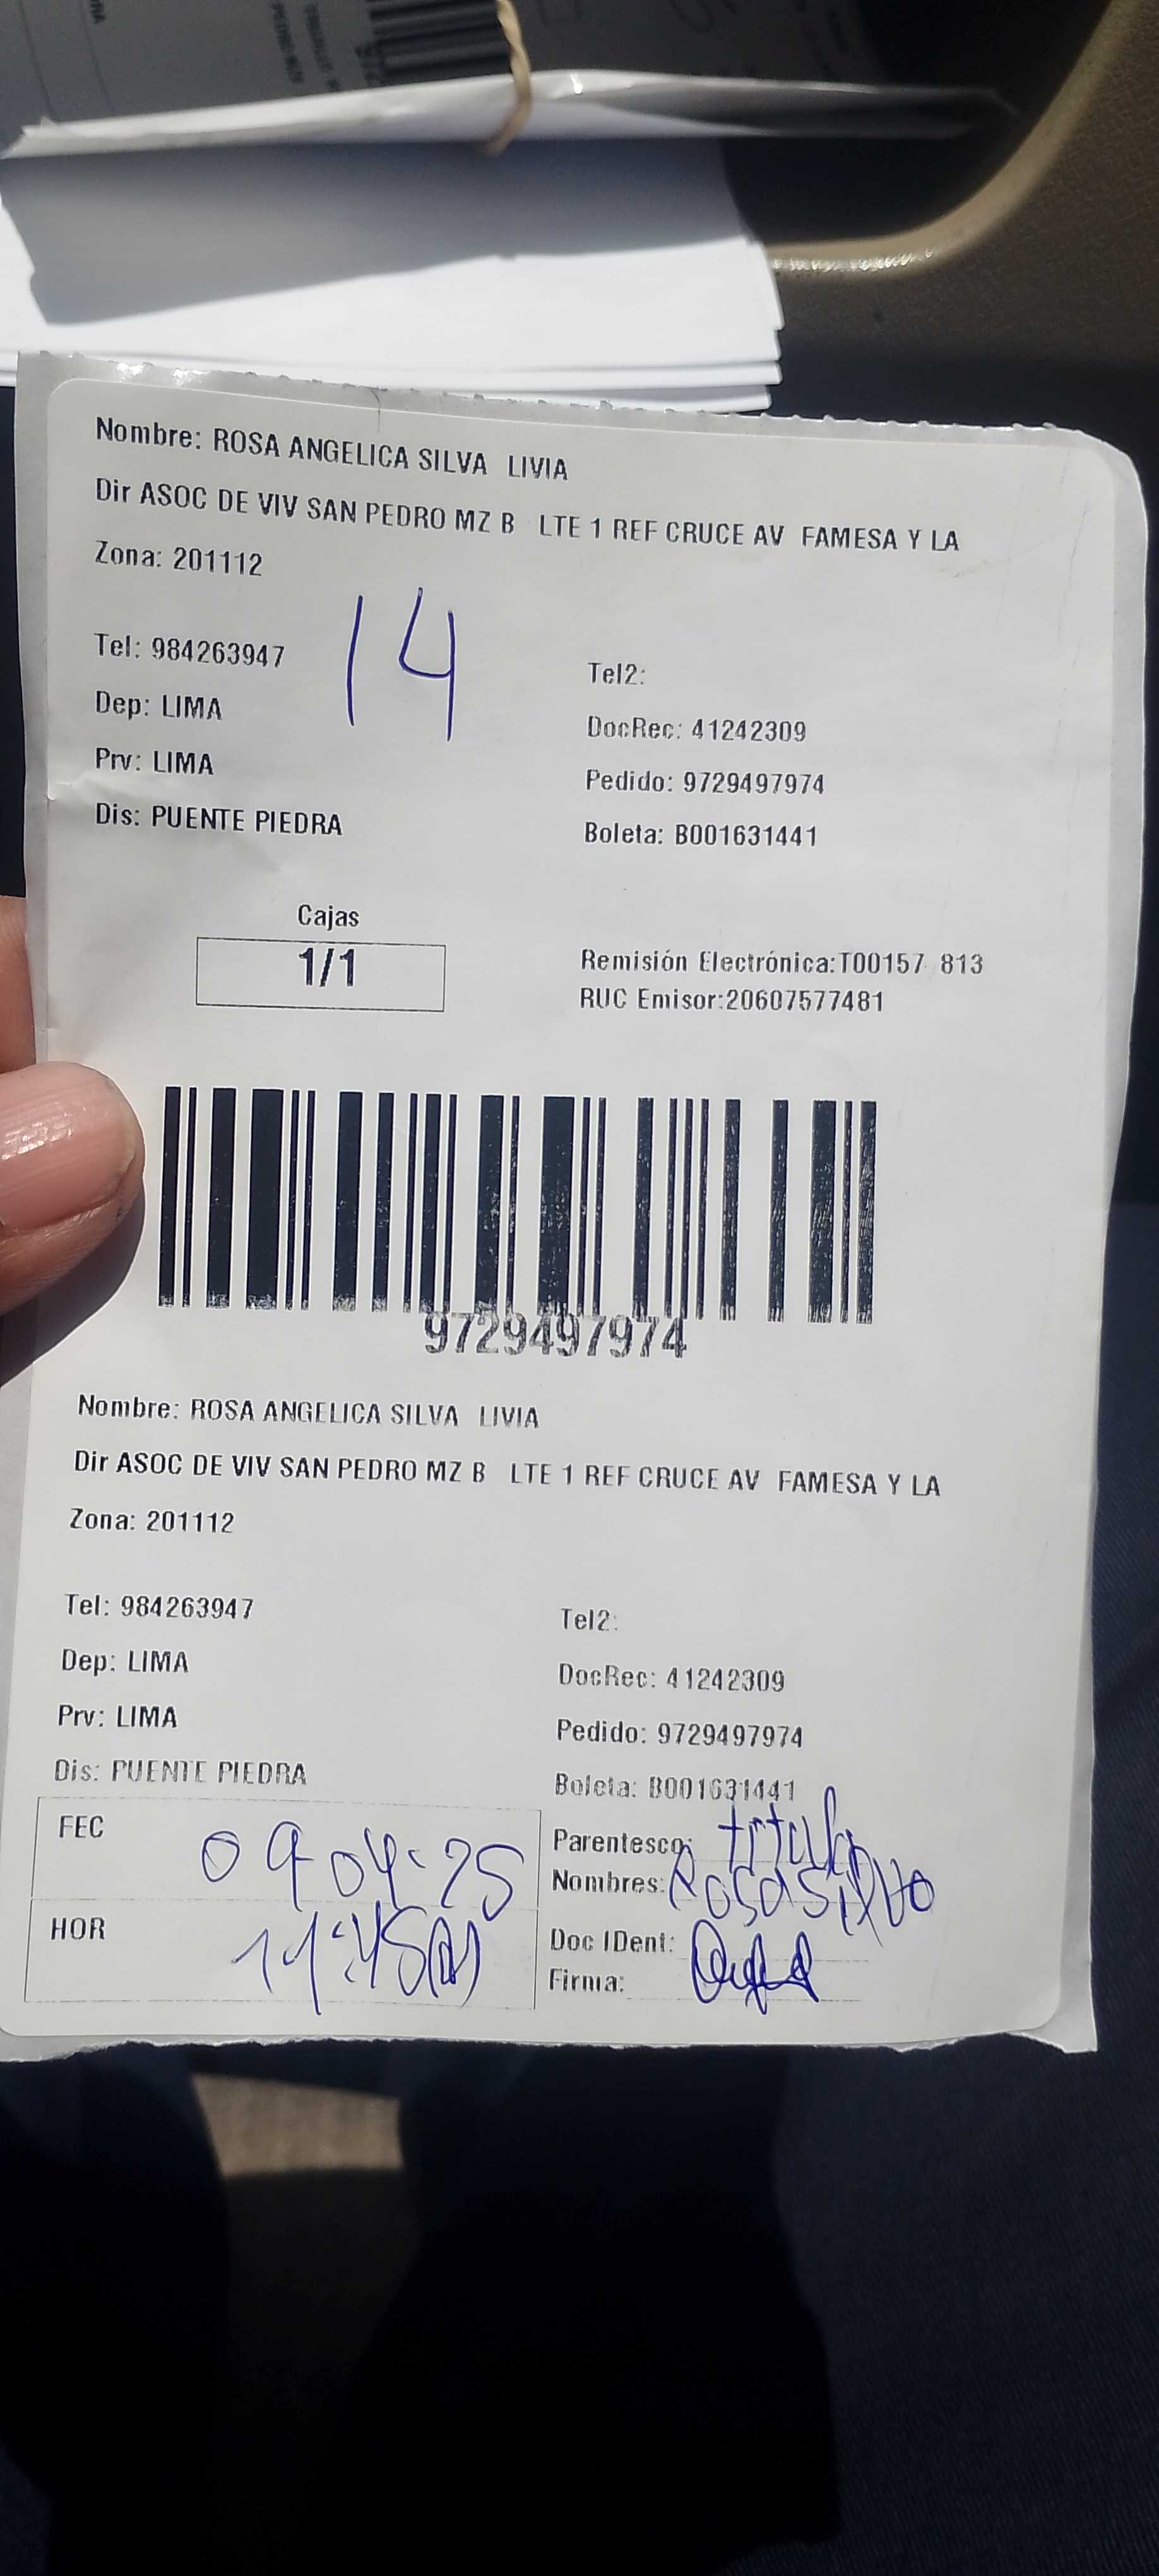 Nombre: ROSA ANGELICA SILVA LIVIA
Dir ASOC DE VIV SAN PEDRO MZ B LTE 1 REF CRUCE AV FAMESA Y LA
Zona: 201112
14
Tel: 984263947
Tel2:
Dep: LIMA
DocRec: 41242309
Prv: LIMA
Pedido: 9729497974
Dis: PUENTE PIEDRA
Boleta: B001631441
Cajas
1/1
Remisión Electrónica:T00157 813
RUC Emisor:20607577481
9729497974
Nombre: ROSA ANGELICA SILVA LIVIA
Dir ASOC DE VIV SAN PEDRO MZ B LTE 1 REF CRUCE AV FAMESA Y LA
Zona: 201112
Tel: 984263947
Tel2:
Dep: LIMA
DocRec: 41242309
Prv: LIMA
Pedido: 9729497974
Dis: PUENTE PIEDRA
Boleta: B001631441
FEC 09 04 25
Parentesco: titular
Nombres: Rosa Silva
HOR 11:45
Doc IDent:
Firma: